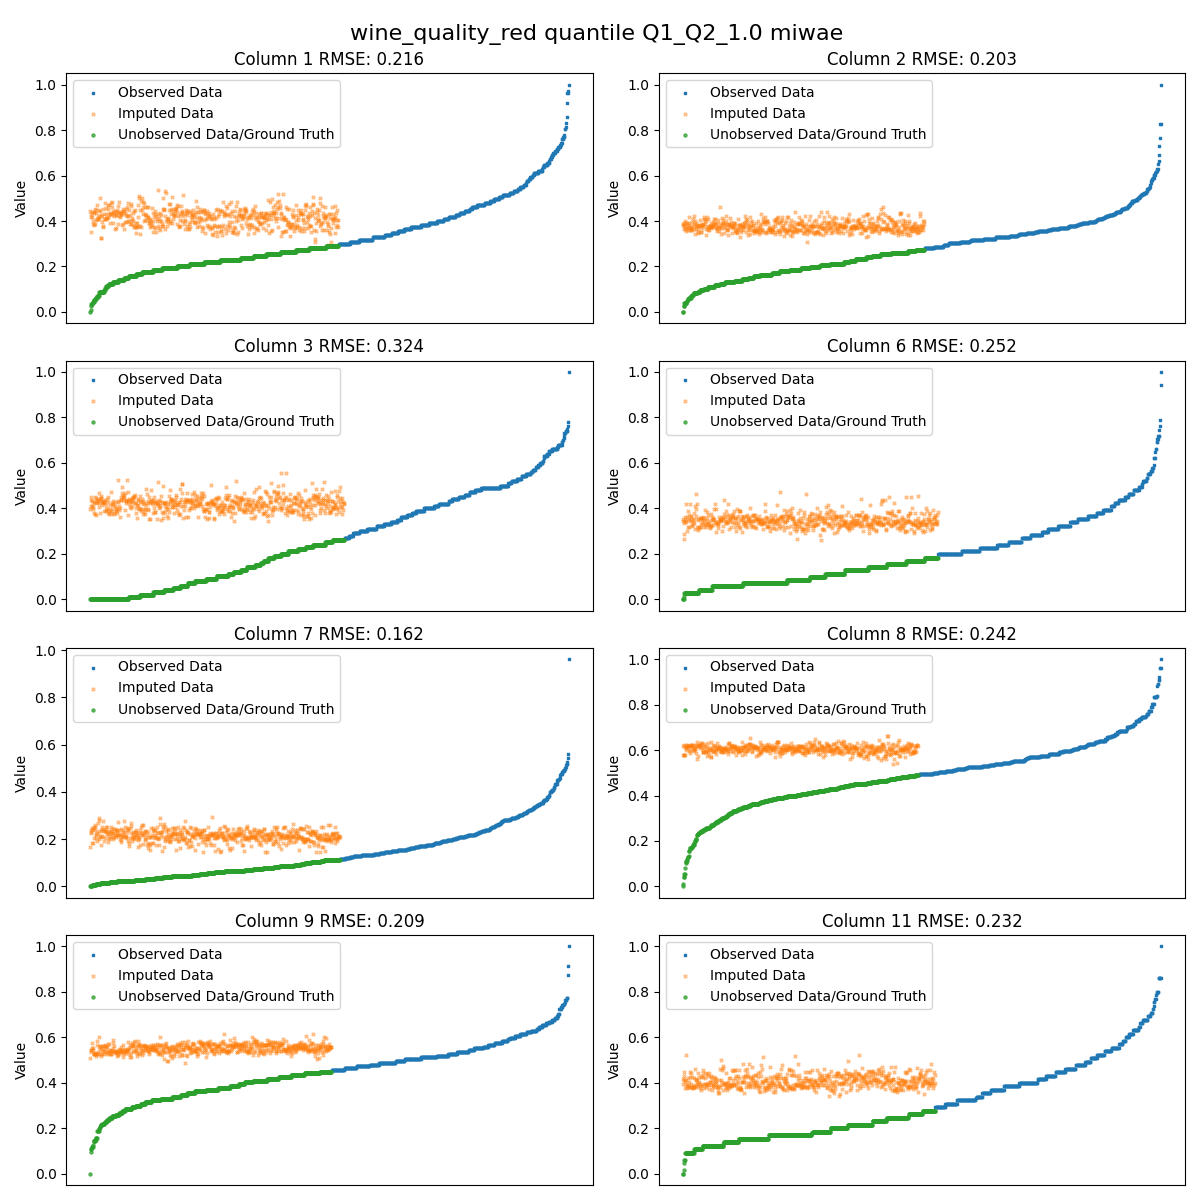 wine_quality_red quantile Q1_Q2_1.0 miwae
Column 1 RMSE: 0.216
1.0
0.8
0.6
0.4
0.2
0.0
Value
Observed Data
Imputed Data
Unobserved Data/Ground Truth
Column 2 RMSE: 0.203
1.0
0.8
0.6
0.4
0.2
0.0
Value
Observed Data
Imputed Data
Unobserved Data/Ground Truth
Column 3 RMSE: 0.324
1.0
0.8
0.6
0.4
0.2
0.0
Value
Observed Data
Imputed Data
Unobserved Data/Ground Truth
Column 6 RMSE: 0.252
1.0
0.8
0.6
0.4
0.2
0.0
Value
Observed Data
Imputed Data
Unobserved Data/Ground Truth
Column 7 RMSE: 0.162
1.0
0.8
0.6
0.4
0.2
0.0
Value
Observed Data
Imputed Data
Unobserved Data/Ground Truth
Column 8 RMSE: 0.242
1.0
0.8
0.6
0.4
0.2
0.0
Value
Observed Data
Imputed Data
Unobserved Data/Ground Truth
Column 9 RMSE: 0.209
1.0
0.8
0.6
0.4
0.2
0.0
Value
Observed Data
Imputed Data
Unobserved Data/Ground Truth
Column 11 RMSE: 0.232
1.0
0.8
0.6
0.4
0.2
0.0
Value
Observed Data
Imputed Data
Unobserved Data/Ground Truth